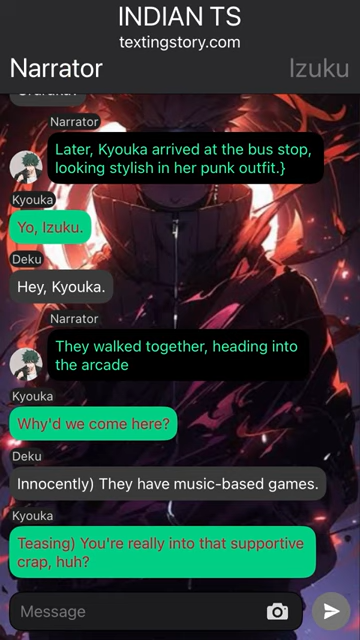 INDIAN TS
textingstory.com
Narrator
Izuku
Narrator
Later, Kyouka arrived at the bus stop,
looking stylish in her punk outfit.}
Kyouka
Yo, Izuku.
Deku
Hey, Kyouka.
Narrator
They walked together, heading into
the arcade
Kyouka
Why'd we come here?
Deku
Innocently) They have music-based games.
Kyouka
Teasing) You're really into that supportive
crap, huh?
Message